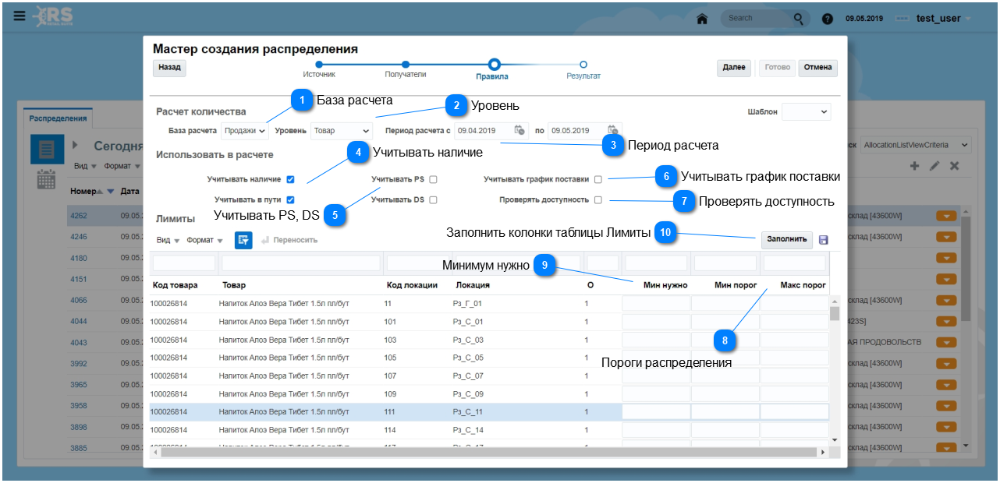 RS
Search
09.05.2019
test_user
Мастер создания распределения
Назад
Источник
Получатели
Правила
Результат
Далее
Готово
Отмена
1 База расчета
2 Уровень
Расчет количества
Шаблон
База расчета Продажи Уровень Товар Период расчета с 09.04.2019 по 09.05.2019
3 Период расчета
Использовать в расчете
4 Учитывать наличие
Учитывать наличие
Учитывать PS
Учитывать график поставки
6 Учитывать график поставки
Учитывать в пути
Учитывать DS
Проверять доступность
7 Проверять доступность
Учитывать PS, DS 5
Лимиты
Заполнить колонки таблицы Лимиты 10
Вид Формат Переносить
Заполнить
Минимум нужно 9
Код товара Товар Код локации Локация О Мин нужно Мин порог Макс порог
100026814 Напиток Алоэ Вера Тибет 1.5л пл/бут 11 Рз_Г_01 1
100026814 Напиток Алоэ Вера Тибет 1.5л пл/бут 101 Рз_С_01 1
100026814 Напиток Алоэ Вера Тибет 1.5л пл/бут 103 Рз_С_03 1
100026814 Напиток Алоэ Вера Тибет 1.5л пл/бут 105 Рз_С_05 1
100026814 Напиток Алоэ Вера Тибет 1.5л пл/бут 107 Рз_С_07 1
100026814 Напиток Алоэ Вера Тибет 1.5л пл/бут 109 Рз_С_09 1
100026814 Напиток Алоэ Вера Тибет 1.5л пл/бут 111 Рз_С_11 1
100026814 Напиток Алоэ Вера Тибет 1.5л пл/бут 114 Рз_С_14 1
8
Пороги распределения
Распределения
Сегодня
Вид Формат
Номер Дата
4262 09.05.
4246 09.05.
4180 09.05.
4151 09.05.
4066 09.05.
4044 09.05.
4043 09.05.
3992 09.05.
3965 09.05.
3958 09.05.
3898 09.05.
3885 09.05.
ск AllocationListViewCriteria
склад [43600W]
склад [43600W]
склад [43600W]
423S]
АЯ ПРОДОВОЛЬСТВ
склад [43600W]
склад [43600W]
склад [43600W]
склад [43600W]
склад [43600W]